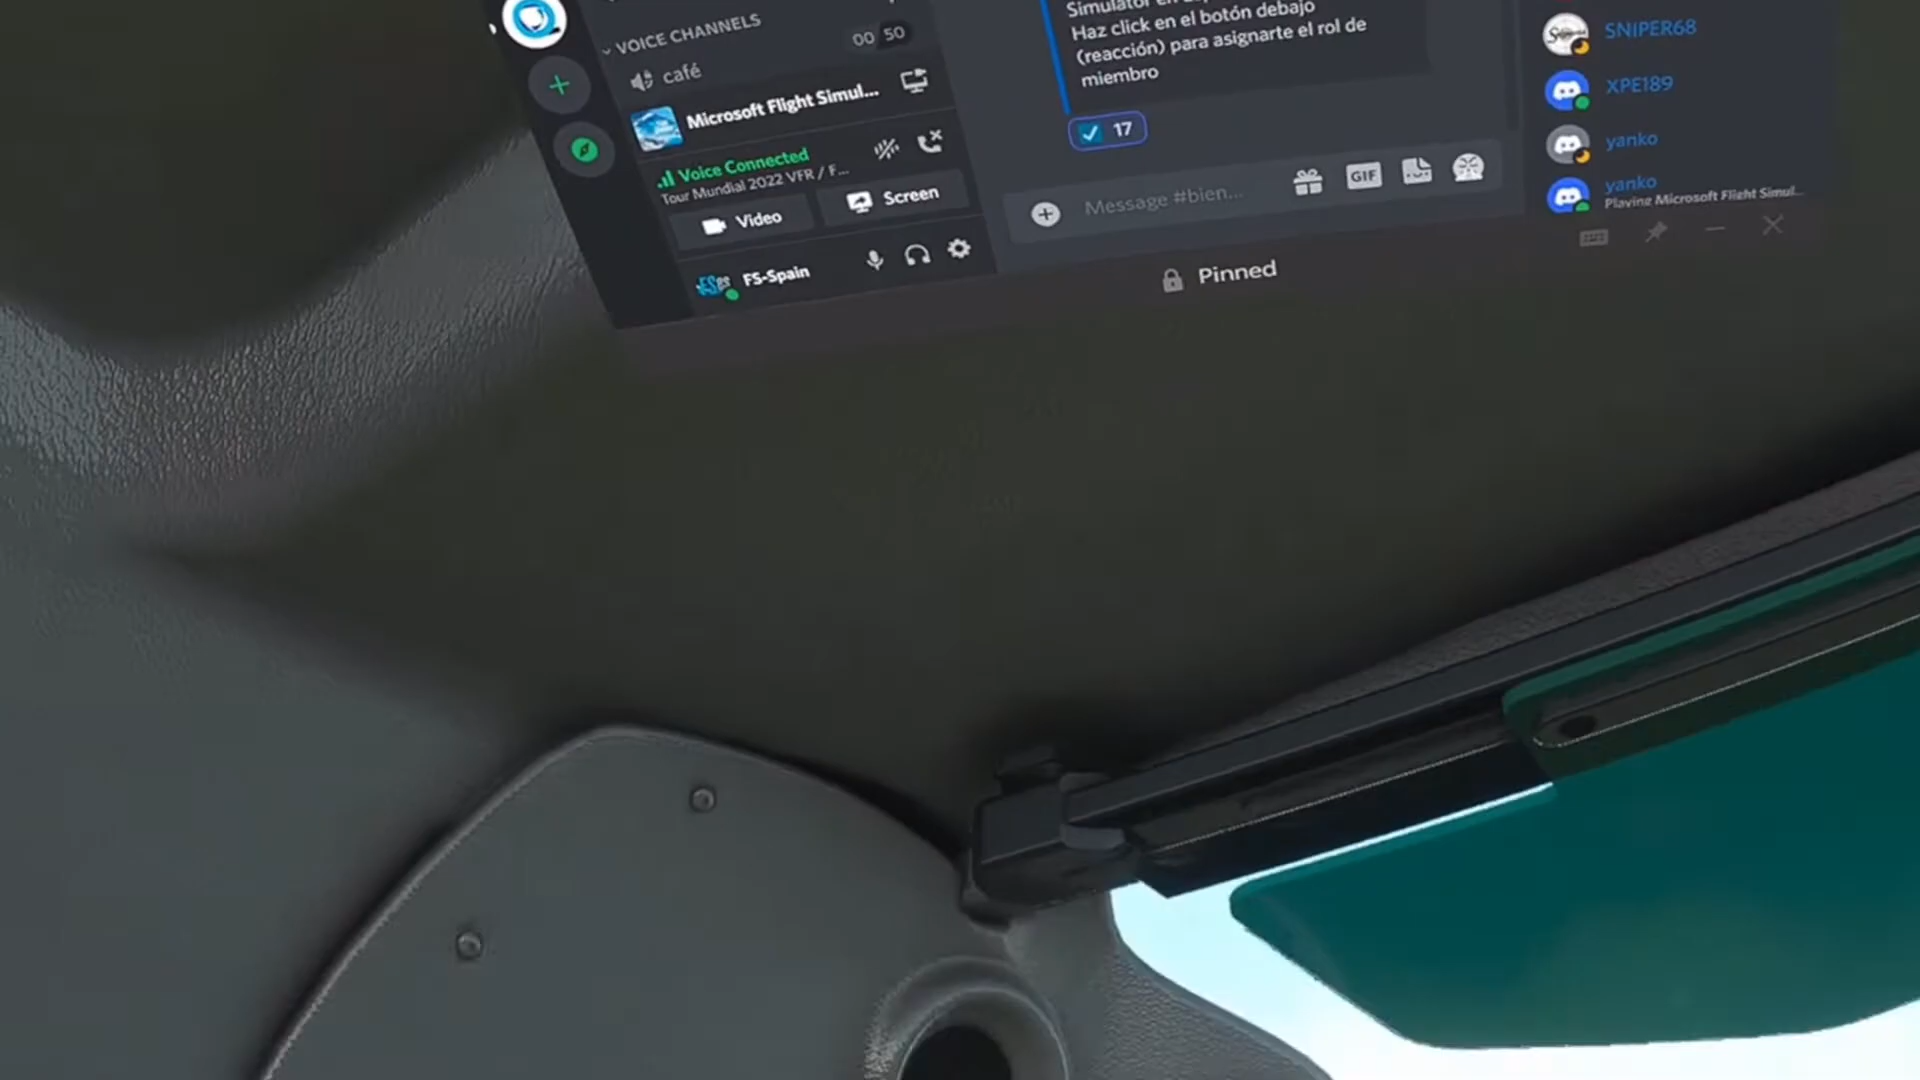 VOICE CHANNELS
café
00 50
Microsoft Flight Simul...
Voice Connected
Tour Mundial 2022 VFR / F...
Video
Screen
FS-Spain
Haz click en el botón debajo
(reacción) para asignarte el rol de
miembro
17
Message #bien...
GIF
SNIPER68
XPE189
yanko
yanko
Playing Microsoft Flight Simul...
Pinned